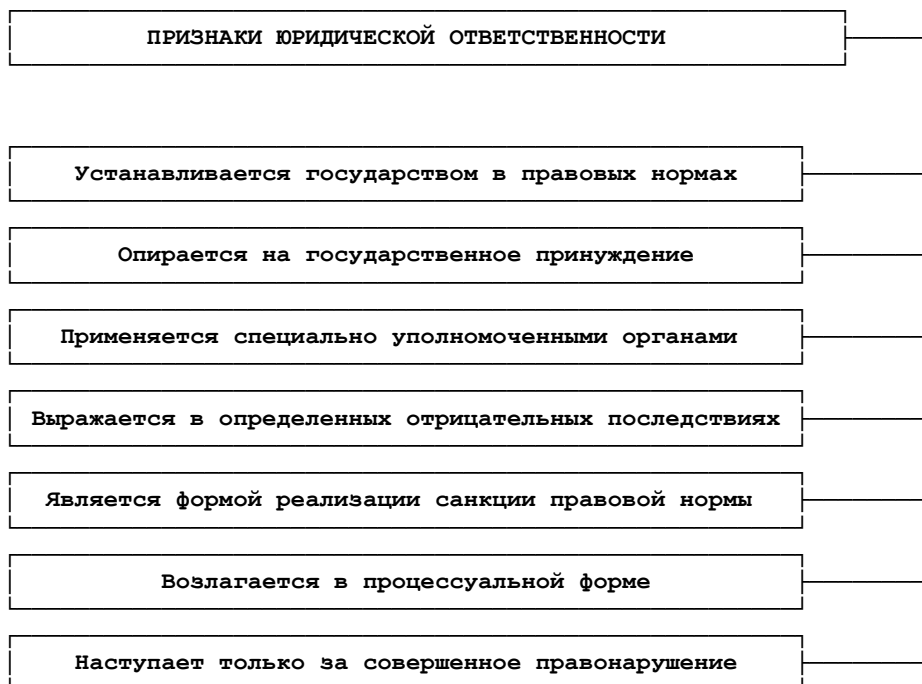 ПРИЗНАКИ ЮРИДИЧЕСКОЙ ОТВЕТСТВЕННОСТИ
Устанавливается государством в правовых нормах
Опирается на государственное принуждение
Применяется специально уполномоченными органами
Выражается в определенных отрицательных последствиях
Является формой реализации санкции правовой нормы
Возлагается в процессуальной форме
Наступает только за совершенное правонарушение